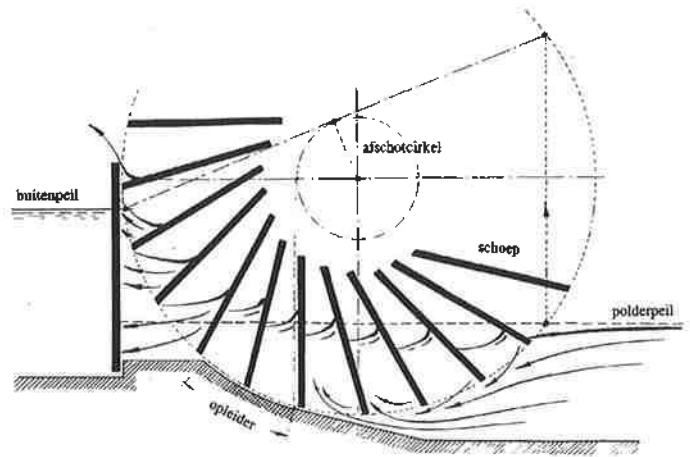 afschotcirkel
buitenpeil
schoep
polderpeil
opleider